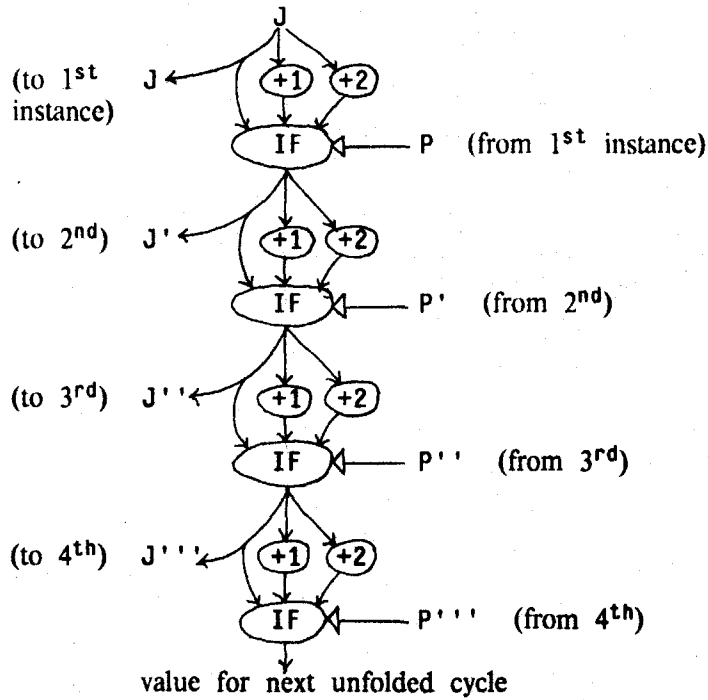 J
(to 1st J +1 +2
instance)
IF P (from 1st instance)
(to 2nd) J' +1 +2
IF P' (from 2nd)
(to 3rd) J'' +1 +2
IF P'' (from 3rd)
(to 4th) J''' +1 +2
IF P''' (from 4th)
value for next unfolded cycle